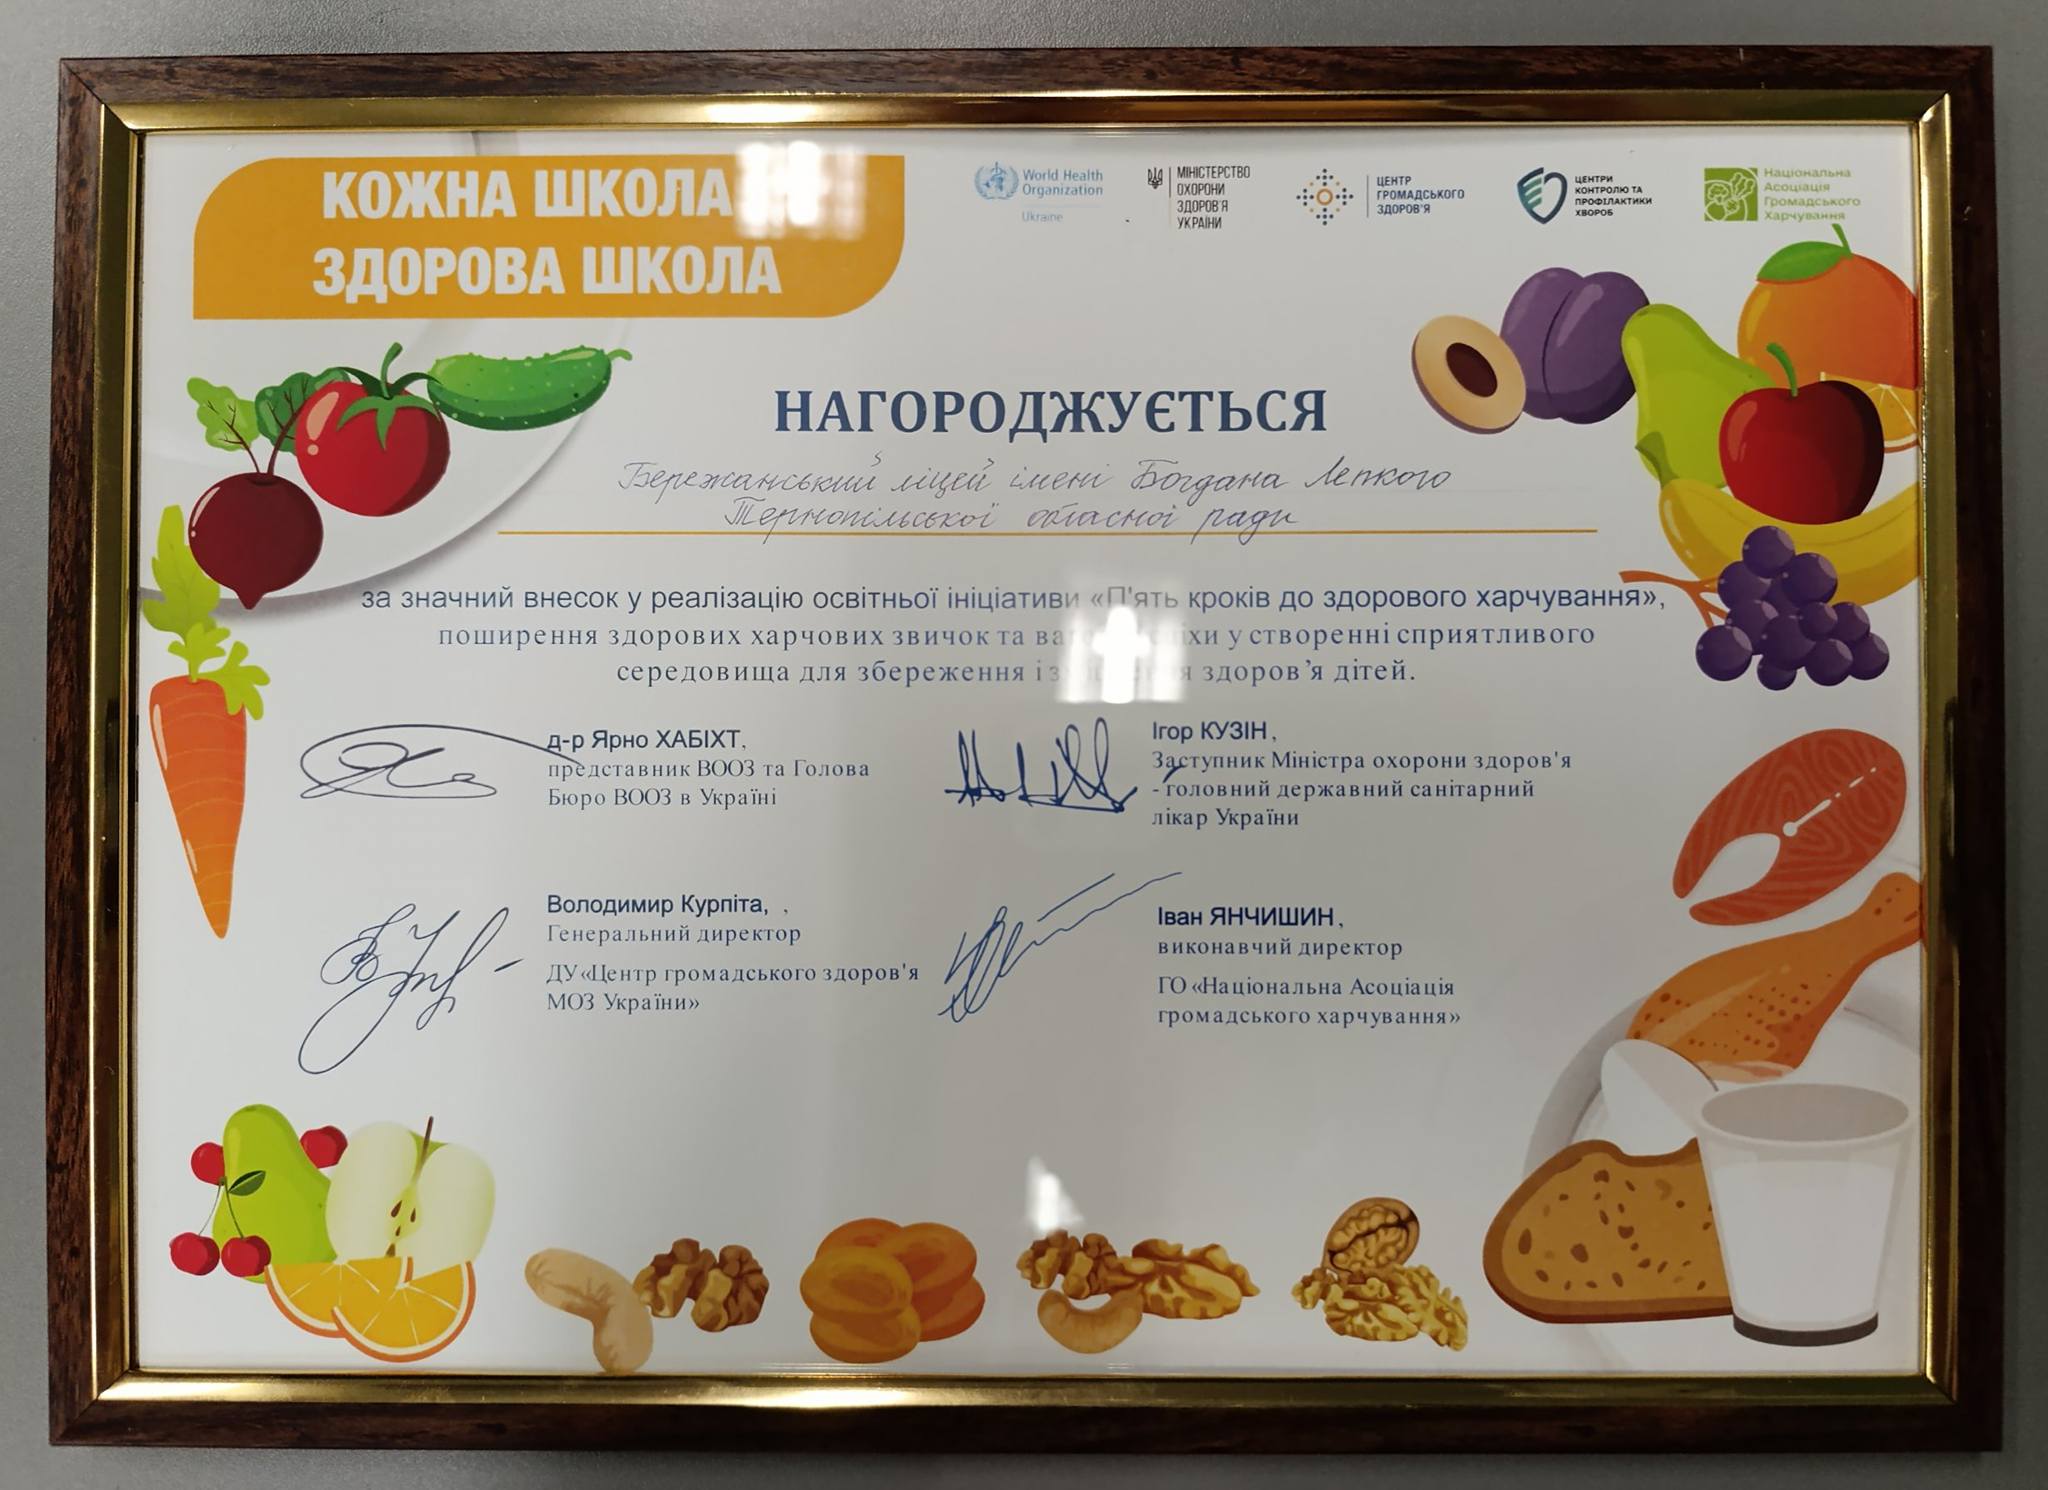 КОЖНА ШКОЛА
ЗДОРОВА ШКОЛА
World Health
Organization
Ukraine
МІНІСТЕРСТВО
ОХОРОНИ
ЗДОРОВ'Я
УКРАЇНИ
ЦЕНТР
ГРОМАДСЬКОГО
ЗДОРОВ'Я
ЦЕНТРИ
КОНТРОЛЮ ТА
ПРОФІЛАКТИКИ
ХВОРОБ
Національна
Асоціація
Громадського
Харчування
НАГОРОДЖУЄТЬСЯ
Бережанський ліцей імені Богдана Лепкого
Тернопільської обласної ради
за значний внесок у реалізацію освітньої ініціативи «П'ять кроків до здорового харчування»,
поширення здорових харчових звичок та у створенні сприятливого
середовища для збереження і здоров’я дітей.
д-р Ярно ХАБІХТ,
представник ВООЗ та Голова
Бюро ВООЗ в Україні
Ігор КУЗІН,
Заступник Міністра охорони здоров'я
- головний державний санітарний
лікар України
Володимир Курпіта, ,
Генеральний директор
ДУ «Центр громадського здоров'я
МОЗ України»
Іван ЯНЧИШИН,
виконавчий директор
ГО «Національна Асоціація
громадського харчування»